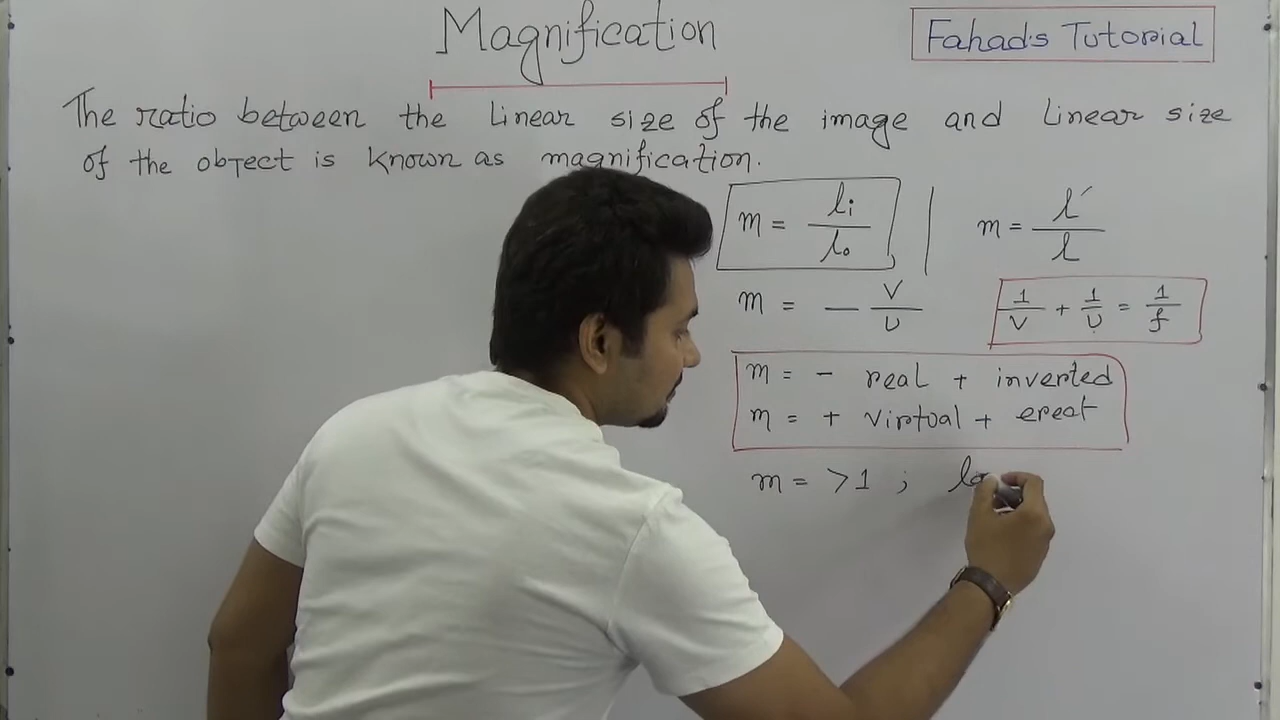 Magnification
Fahad's Tutorial
The ratio between the Linear size of the image and Linear size
of the object is known as magnification.
m = li / lo | m = l′ / l
m = − v / u
1/v + 1/u = 1/f
m = − real + inverted
m = + virtual + erect
m = >1 ;